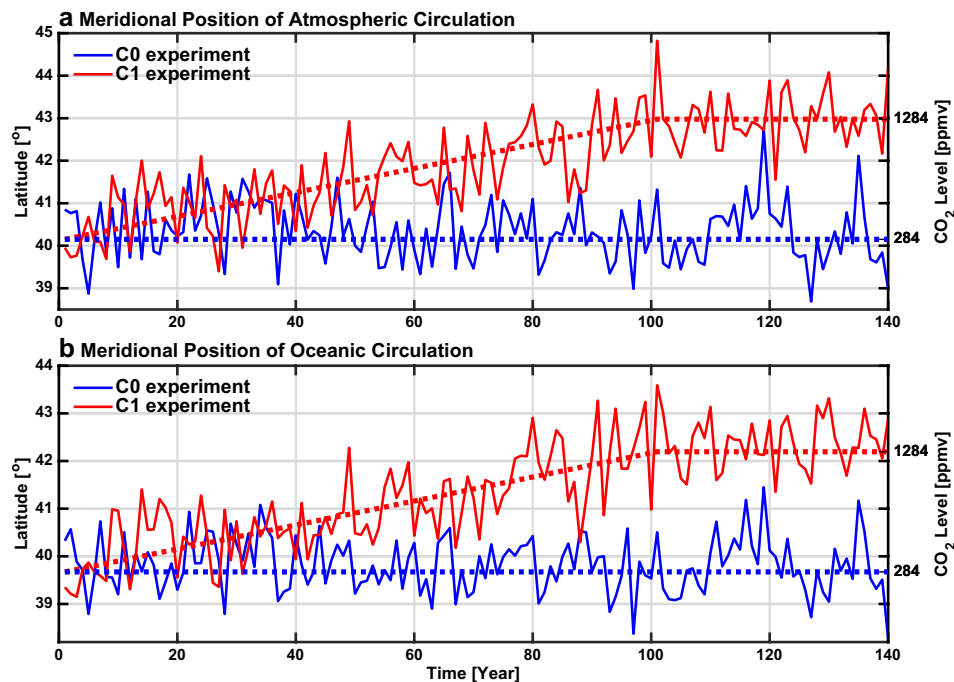 a Meridional Position of Atmospheric Circulation
45
44
43
42
41
40
39
Latitude [°]
C0 experiment
C1 experiment
1284
284
CO2 Level [ppmv]
0 20 40 60 80 100 120 140
b Meridional Position of Oceanic Circulation
44
43
42
41
40
39
Latitude [°]
C0 experiment
C1 experiment
1284
284
CO2 Level [ppmv]
0 20 40 60 80 100 120 140
Time [Year]